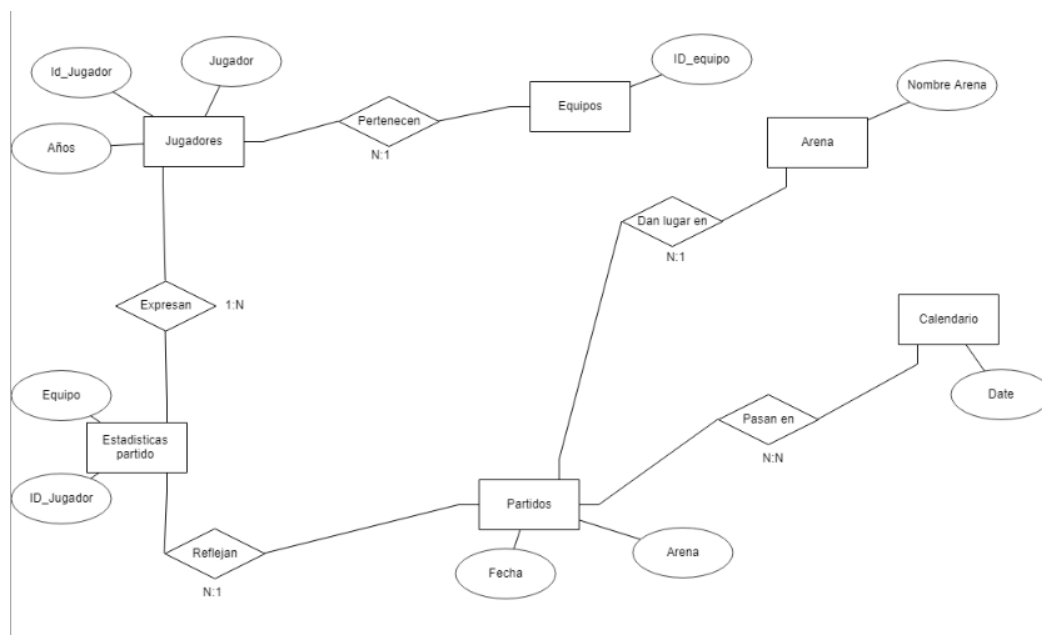 Id_Jugador
Jugador
Años
Jugadores
Pertenecen
N:1
Equipos
ID_equipo
Nombre Arena
Arena
Dan lugar en
N:1
Expresan
1:N
Calendario
Date
Pasan en
N:N
Equipo
Estadisticas
partido
ID_Jugador
Reflejan
N:1
Partidos
Fecha
Arena